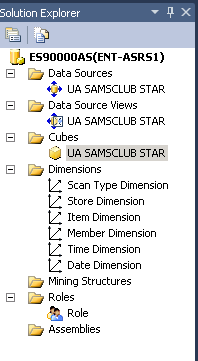 Solution Explorer
ES90000AS(ENT-ASRS1)
Data Sources
UA SAMSCLUB STAR
Data Source Views
UA SAMSCLUB STAR
Cubes
UA SAMSCLUB STAR
Dimensions
Scan Type Dimension
Store Dimension
Item Dimension
Member Dimension
Time Dimension
Date Dimension
Mining Structures
Roles
Role
Assemblies